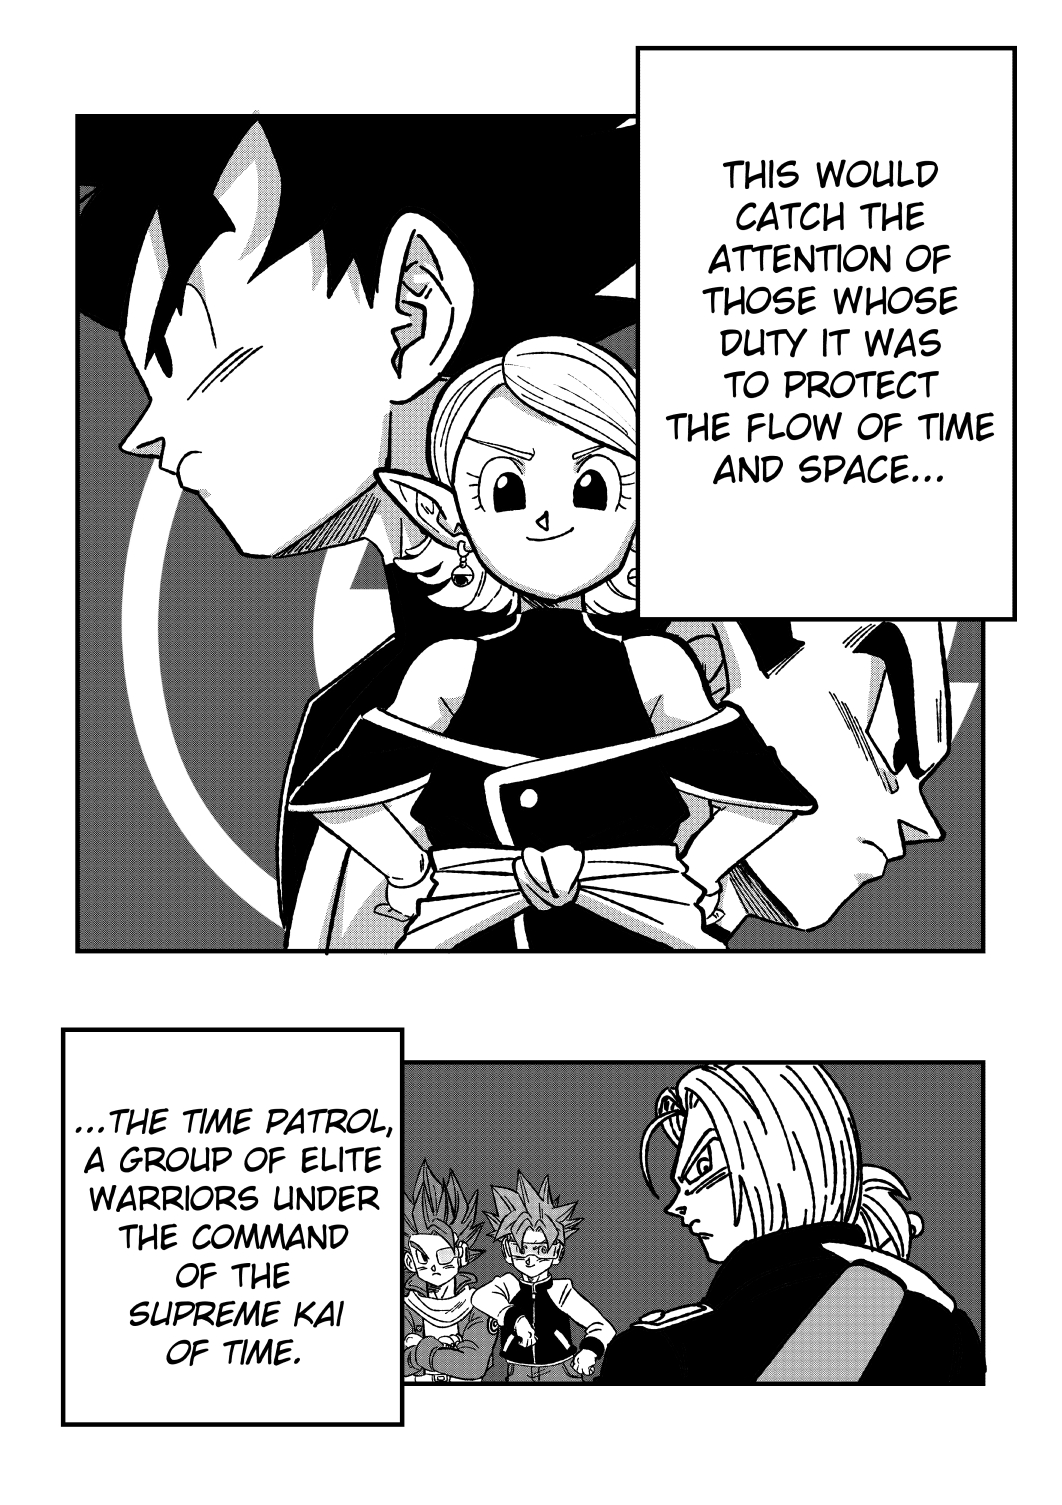 THIS WOULD
CATCH THE
ATTENTION OF
THOSE WHOSE
DUTY IT WAS
TO PROTECT
THE FLOW OF TIME
AND SPACE...
...THE TIME PATROL,
A GROUP OF ELITE
WARRIORS UNDER
THE COMMAND
OF THE
SUPREME KAI
OF TIME.